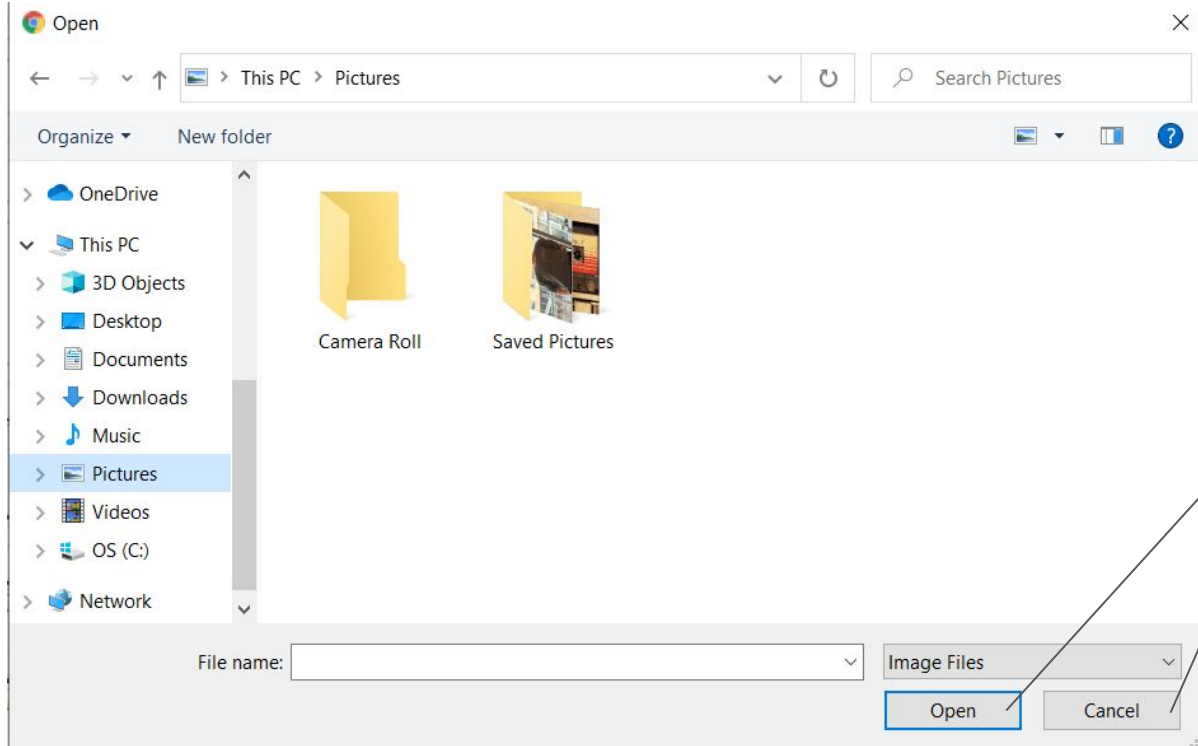 Open
This PC > Pictures
Search Pictures
Organize
New folder
?
OneDrive
This PC
3D Objects
Desktop
Documents
Downloads
Music
Pictures
Videos
OS (C:)
Network
Camera Roll
Saved Pictures
File name:
Image Files
Open
Cancel